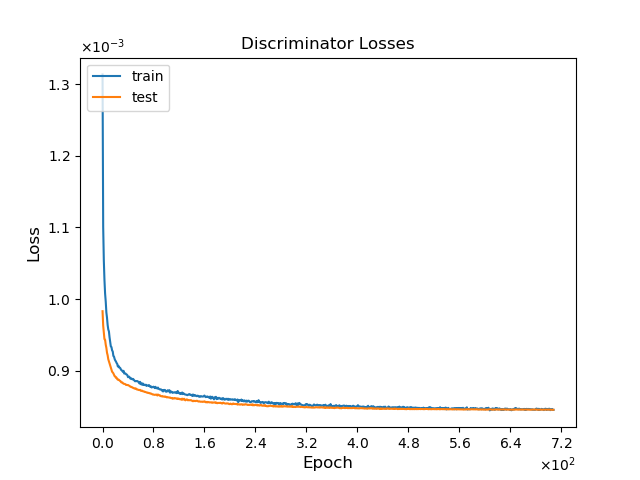 Discriminator Losses
×10⁻³
train
test
1.3
1.2
1.1
1.0
0.9
Loss
0.0 0.8 1.6 2.4 3.2 4.0 4.8 5.6 6.4 7.2
Epoch
×10²